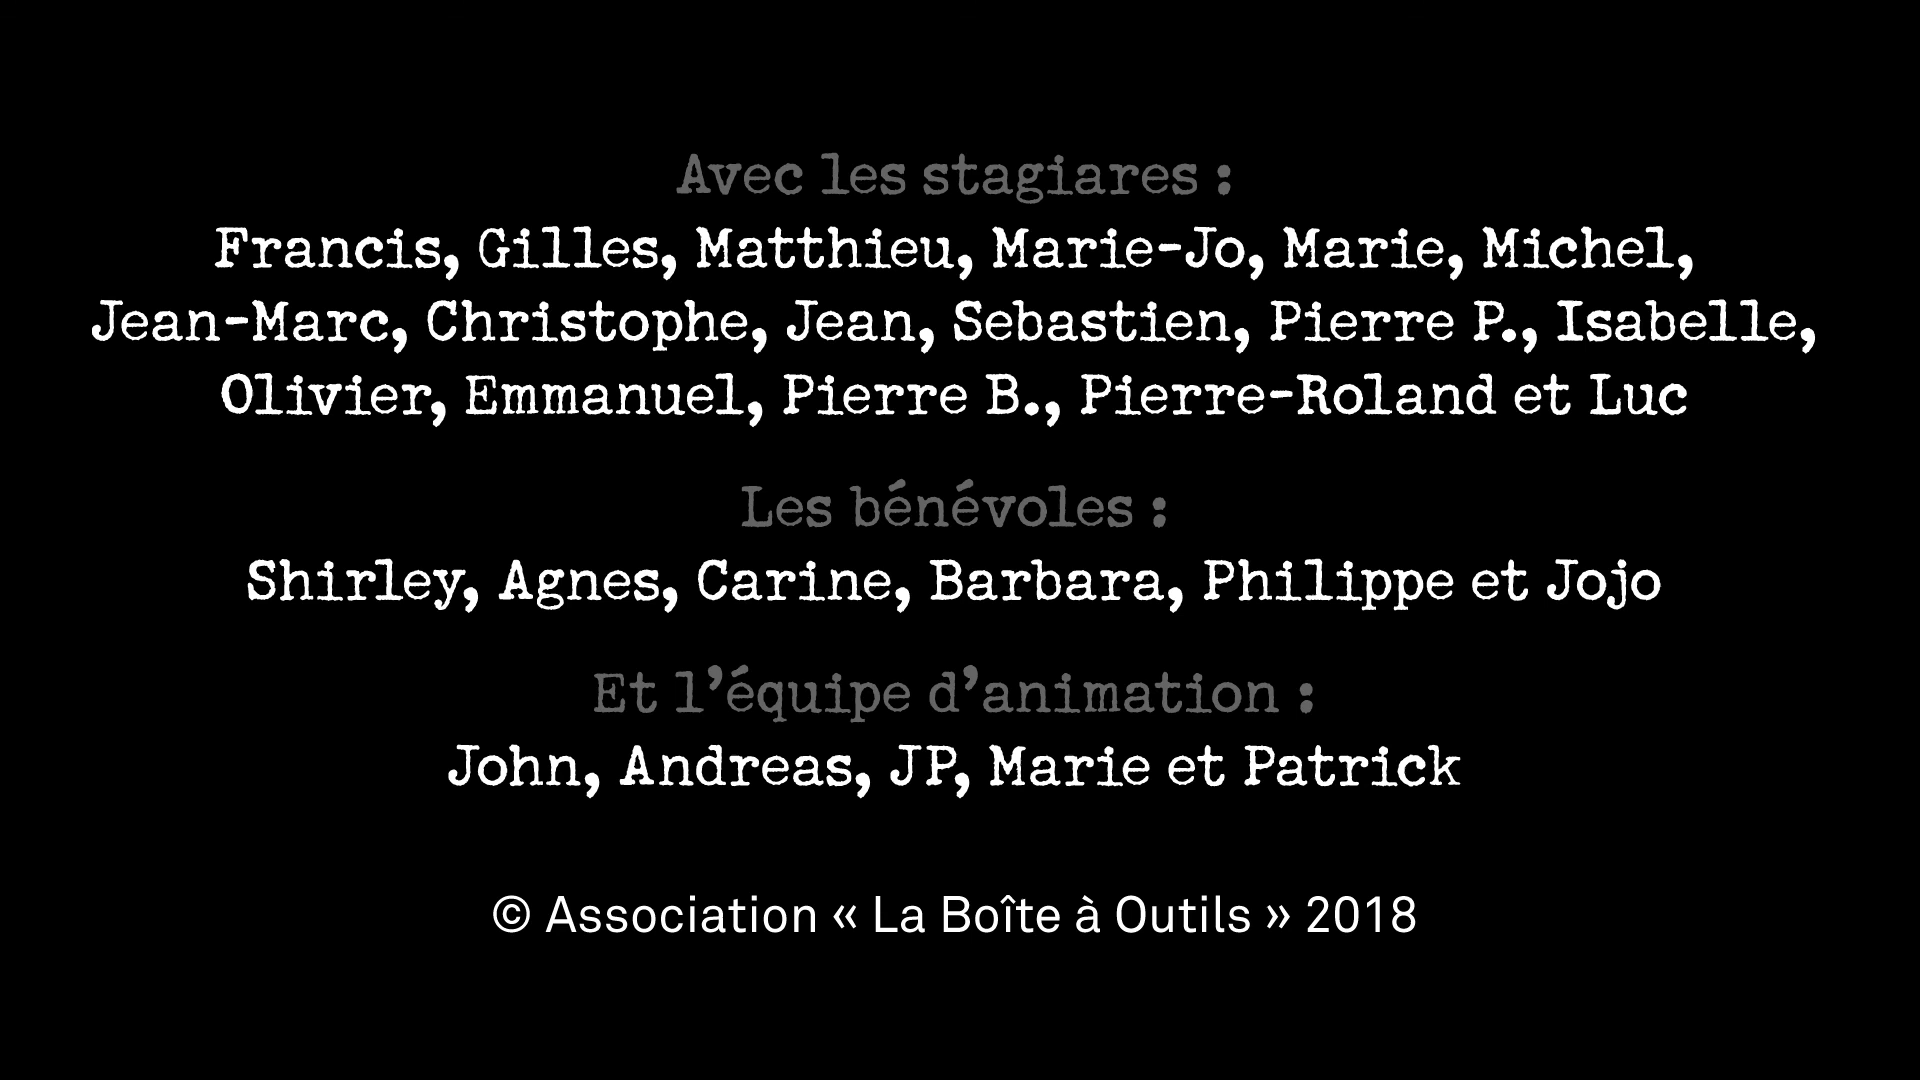 Avec les stagiares :
Francis, Gilles, Matthieu, Marie-Jo, Marie, Michel,
Jean-Marc, Christophe, Jean, Sebastien, Pierre P., Isabelle,
Olivier, Emmanuel, Pierre B., Pierre-Roland et Luc
Les bénévoles :
Shirley, Agnes, Carine, Barbara, Philippe et Jojo
Et l’équipe d’animation :
John, Andreas, JP, Marie et Patrick
© Association « La Boîte à Outils » 2018